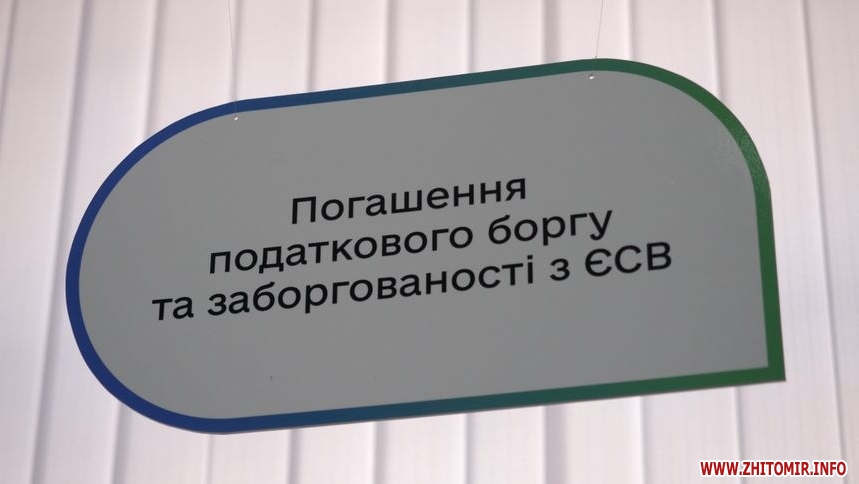 Погашення
податкового боргу
та заборгованості з ЄСВ
WWW.ZHITOMIR.INFO